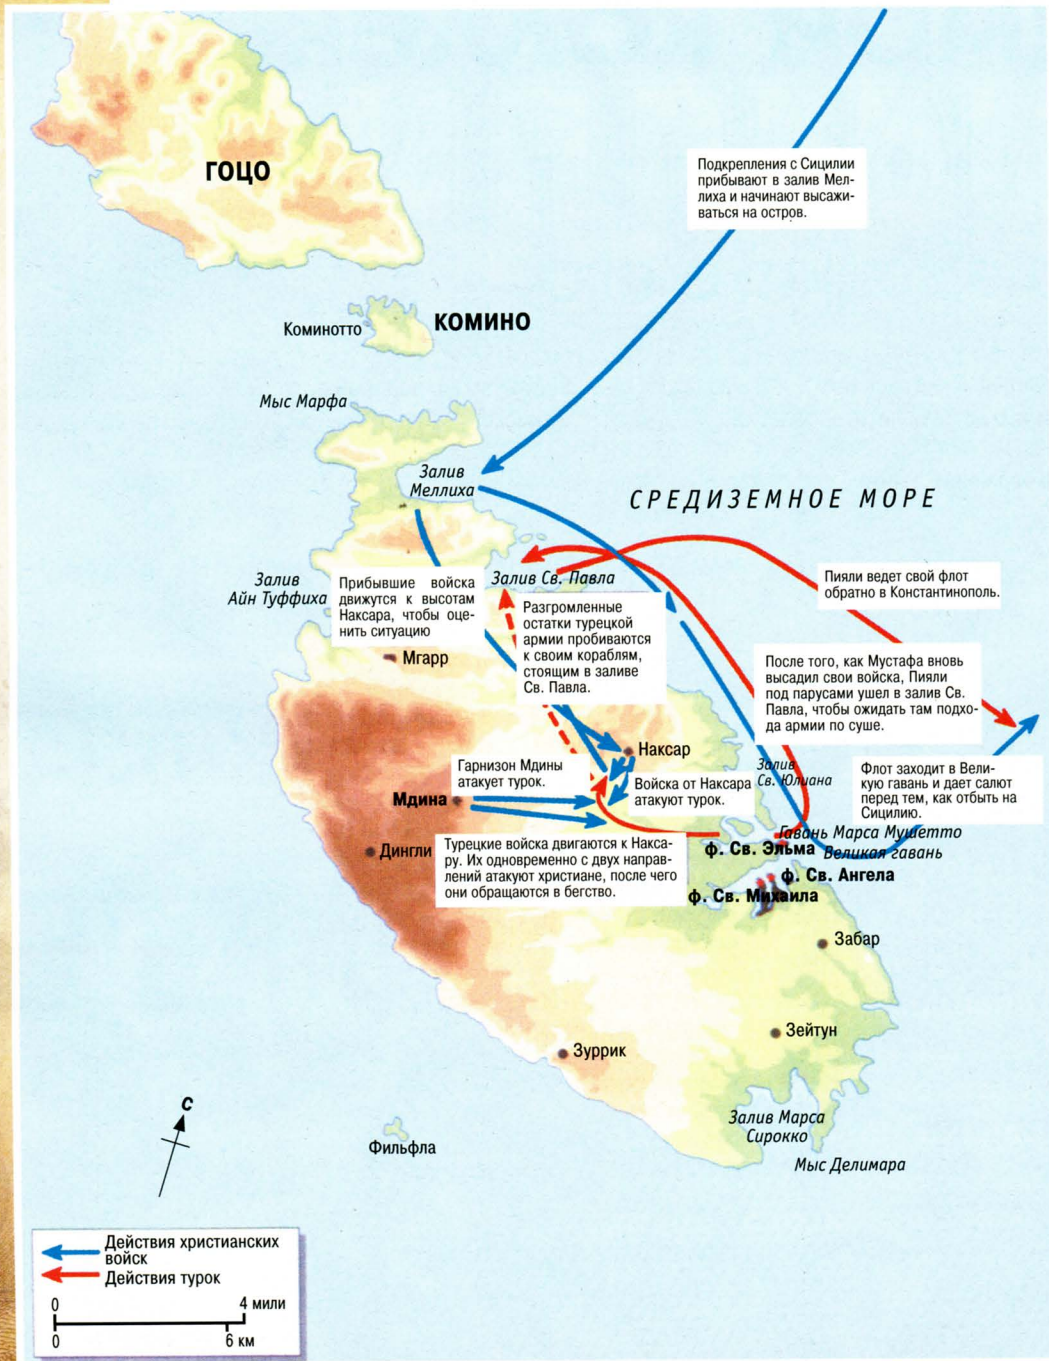 ГОЦО
Подкрепления с Сицилии
прибывают в залив Мел-
лиха и начинают высажи-
ваться на остров.
Коминотто
КОМИНО
Мыс Марфа
Залив
Меллиха
СРЕДИЗЕМНОЕ МОРЕ
Залив
Айн Туффиха
Прибывшие войска
движутся к высотам
Наксара, чтобы оце-
нить ситуацию
Залив Св. Павла
Пияли ведет свой флот
обратно в Константинополь.
Разгромленные
остатки турецкой
армии пробиваются
к своим кораблям,
стоящим в заливе
Св. Павла.
Мгарр
После того, как Мустафа вновь
высадил свои войска, Пияли
под парусами ушел в залив Св.
Павла, чтобы ожидать там подхо-
да армии по суше.
Наксар
Гарнизон Мдины
атакует турок.
Залив
Св. Юлиана
Флот заходит в Вели-
кую гавань и дает салют
перед тем, как отбыть на
Сицилию.
Войска от Наксара
атакуют турок.
Мдина
Гавань Марса Мушетто
Турецкие войска двигаются к Накса-
ру. Их одновременно с двух направ-
лений атакуют христиане, после чего
они обращаются в бегство.
Дингли
ф. Св. Эльма
Великая гавань
ф. Св. Ангела
ф. Св. Михаила
Забар
Зейтун
Зуррик
С
Залив Марса
Сирокко
Фильфла
Мыс Делимара
Действия христианских
войск
Действия турок
0 4 мили
0 6 км